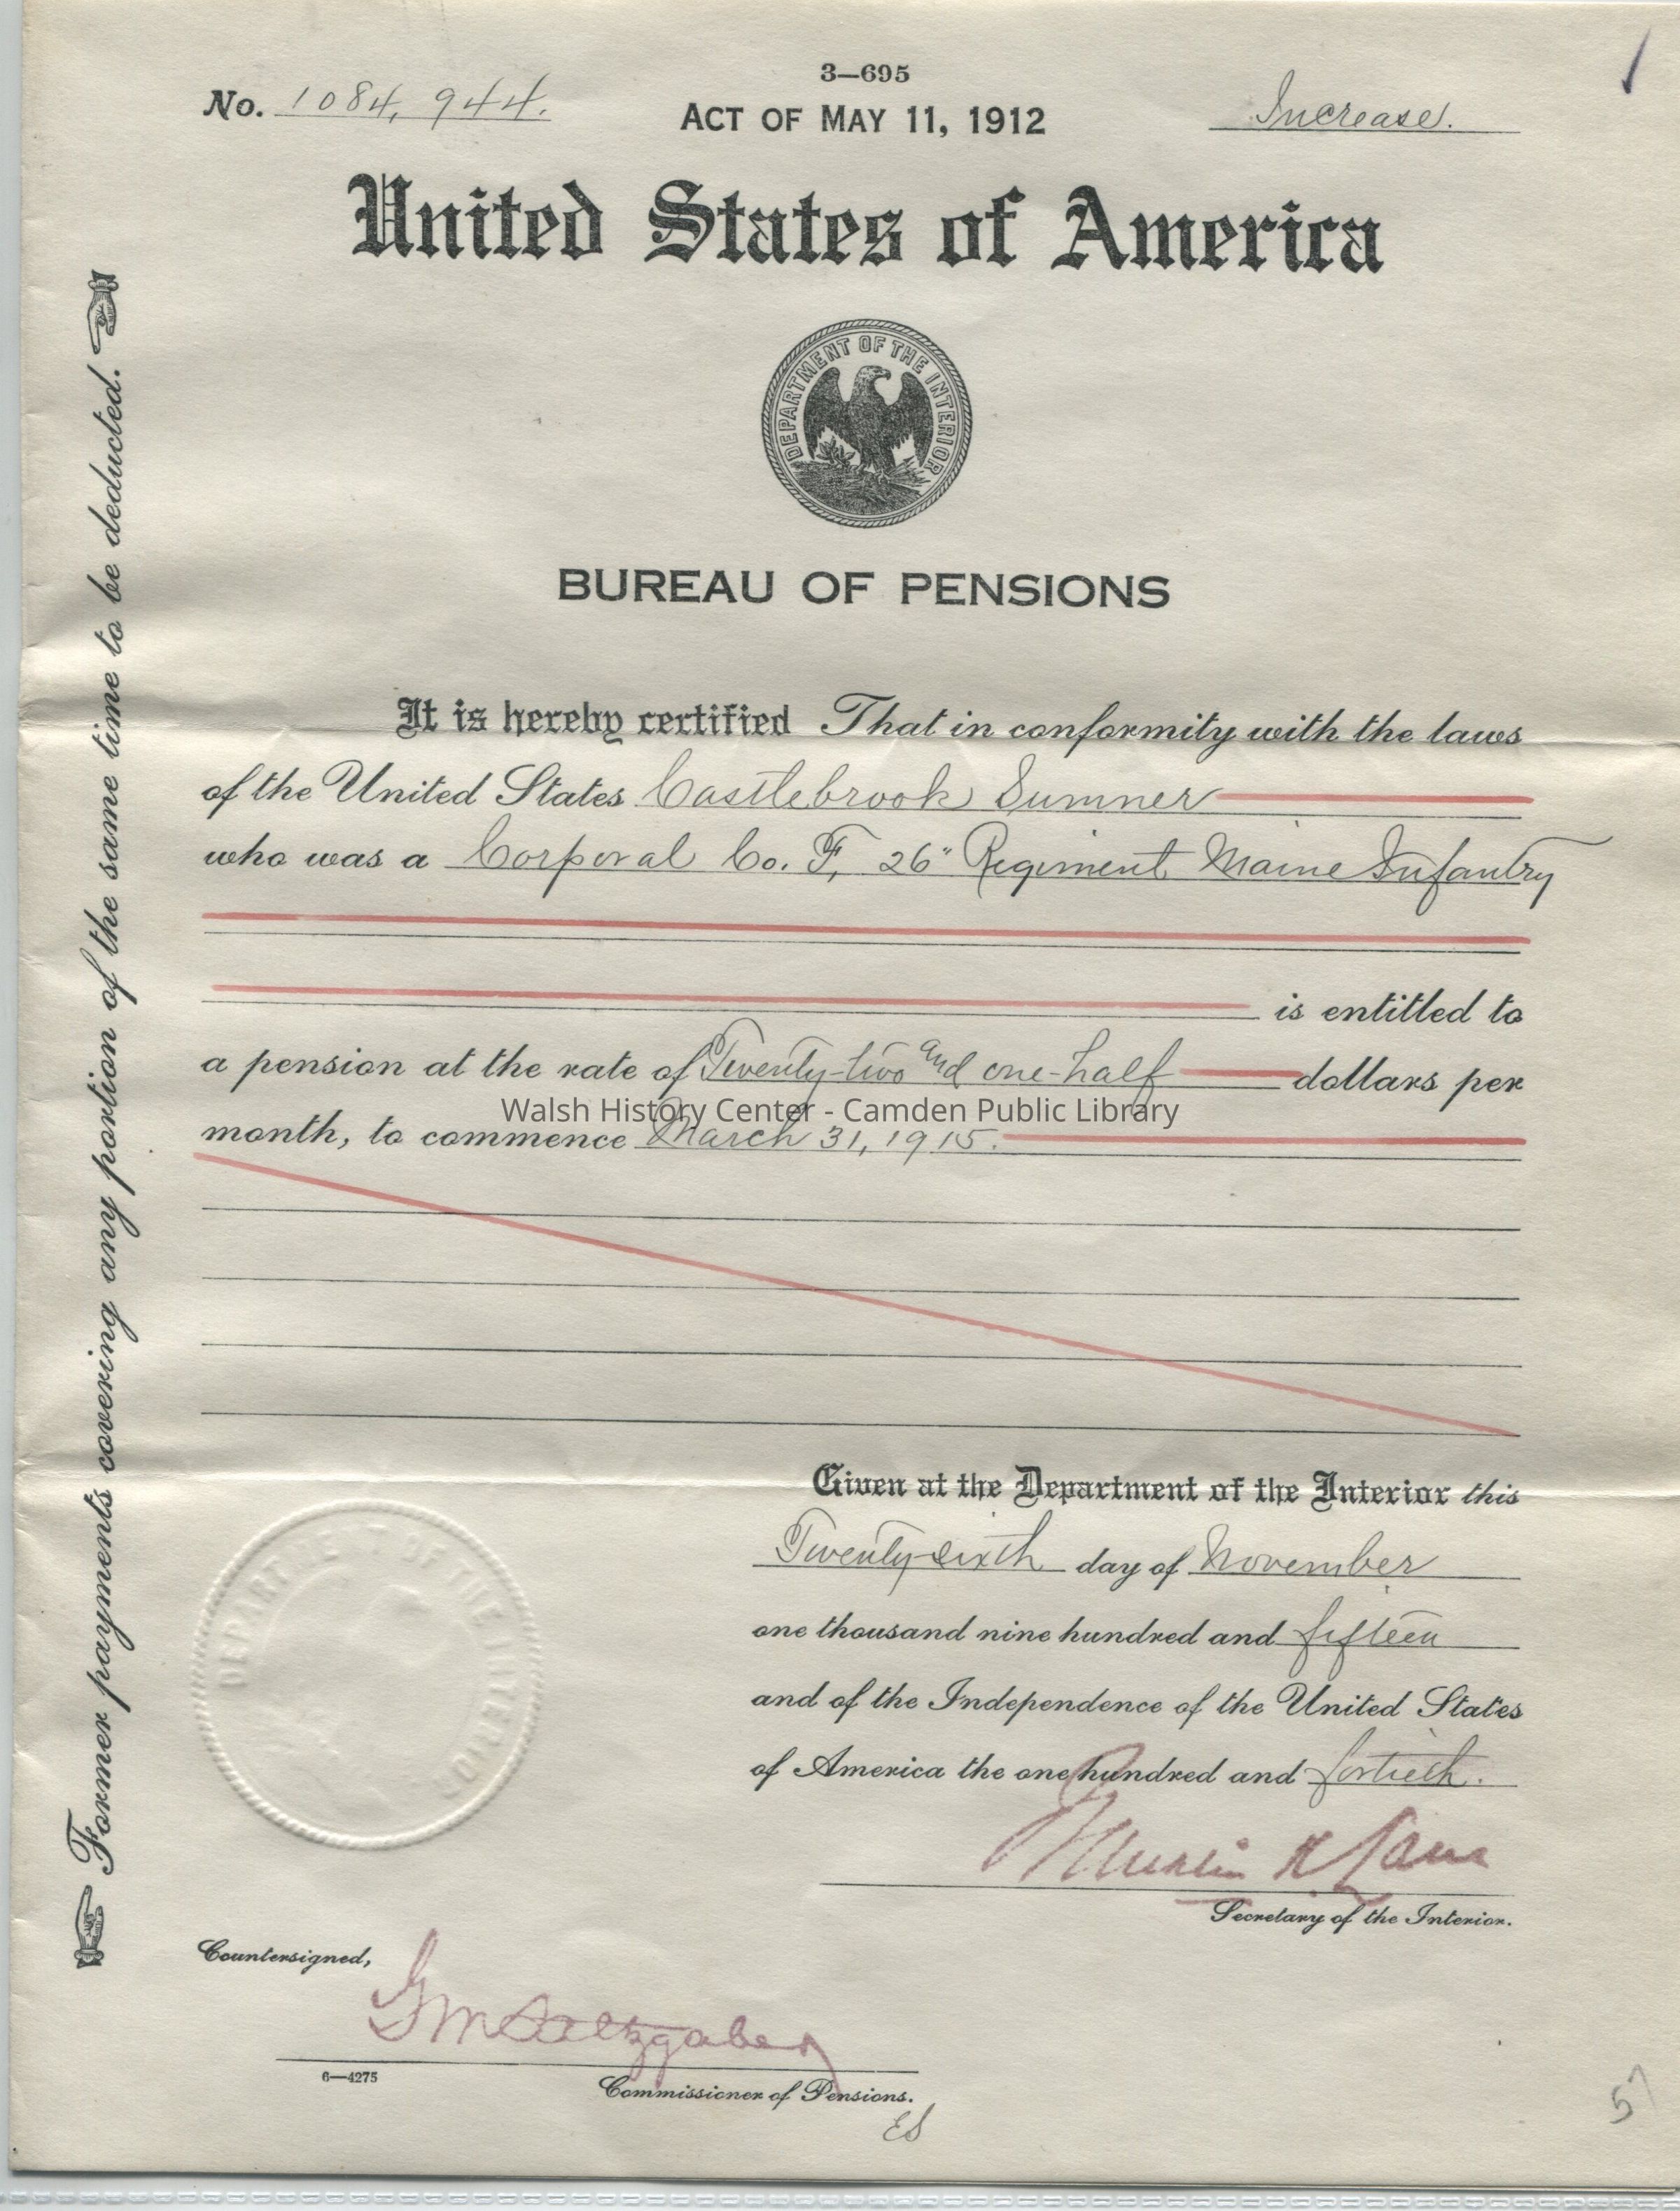 3—695
No. 1084,944.
ACT OF MAY 11, 1912
Increase.
United States of America
DEPARTMENT OF THE INTERIOR
BUREAU OF PENSIONS
It is hereby certified That in conformity with the laws
of the United States Castlebrook Sumner
who was a Corporal Co. F, 26" Regiment Maine Infantry
is entitled to
a pension at the rate of Twenty-two and one-half dollars per
Walsh History Center - Camden Public Library
month, to commence March 31, 1915.
Given at the Department of the Interior this
Twenty-sixth day of November
one thousand nine hundred and fifteen
and of the Independence of the United States
of America the one hundred and fortieth.
Secretary of the Interior.
Countersigned,
G M Saltzgaber
6—4275
Commissioner of Pensions.
ES
57
Former payments covering any portion of the same time to be deducted.